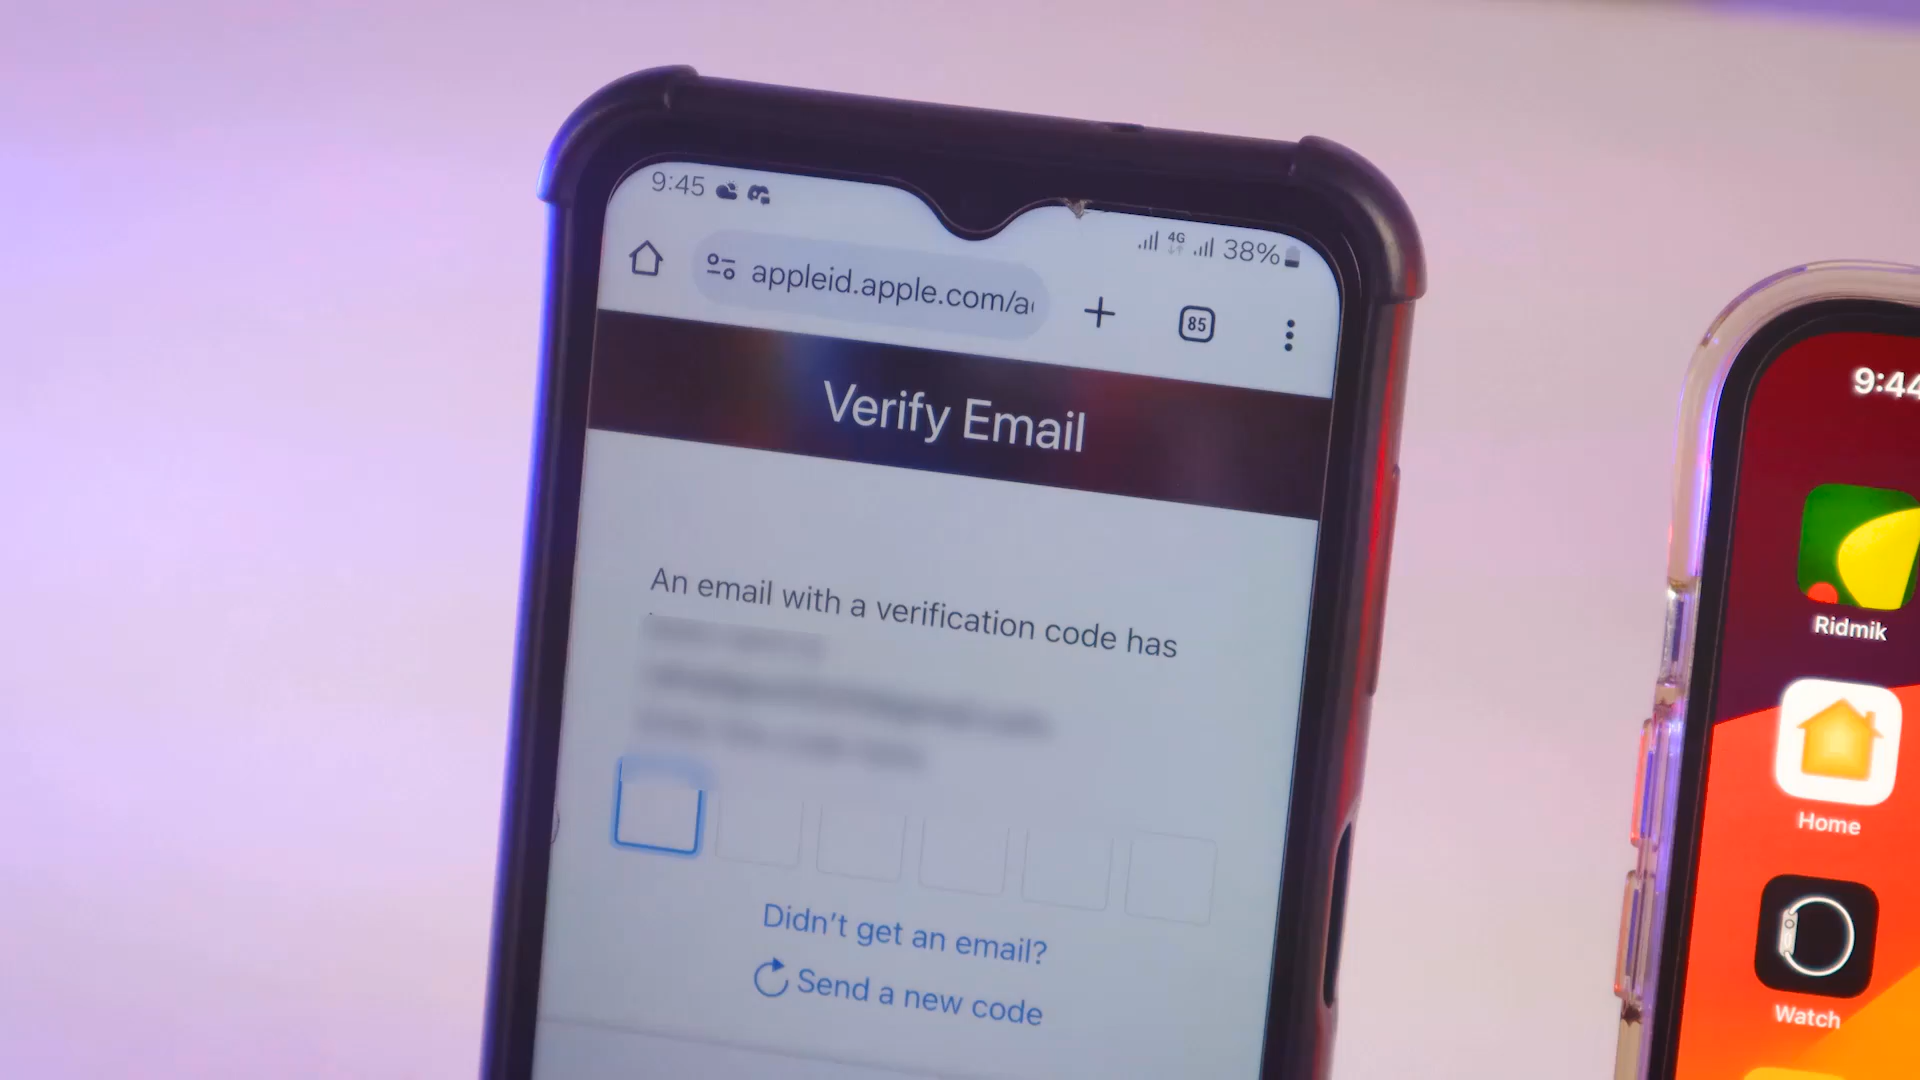 9:45
4G
38%
appleid.apple.com/a
85
Verify Email
An email with a verification code has
Didn't get an email?
Send a new code
9:44
Ridmik
Home
Watch